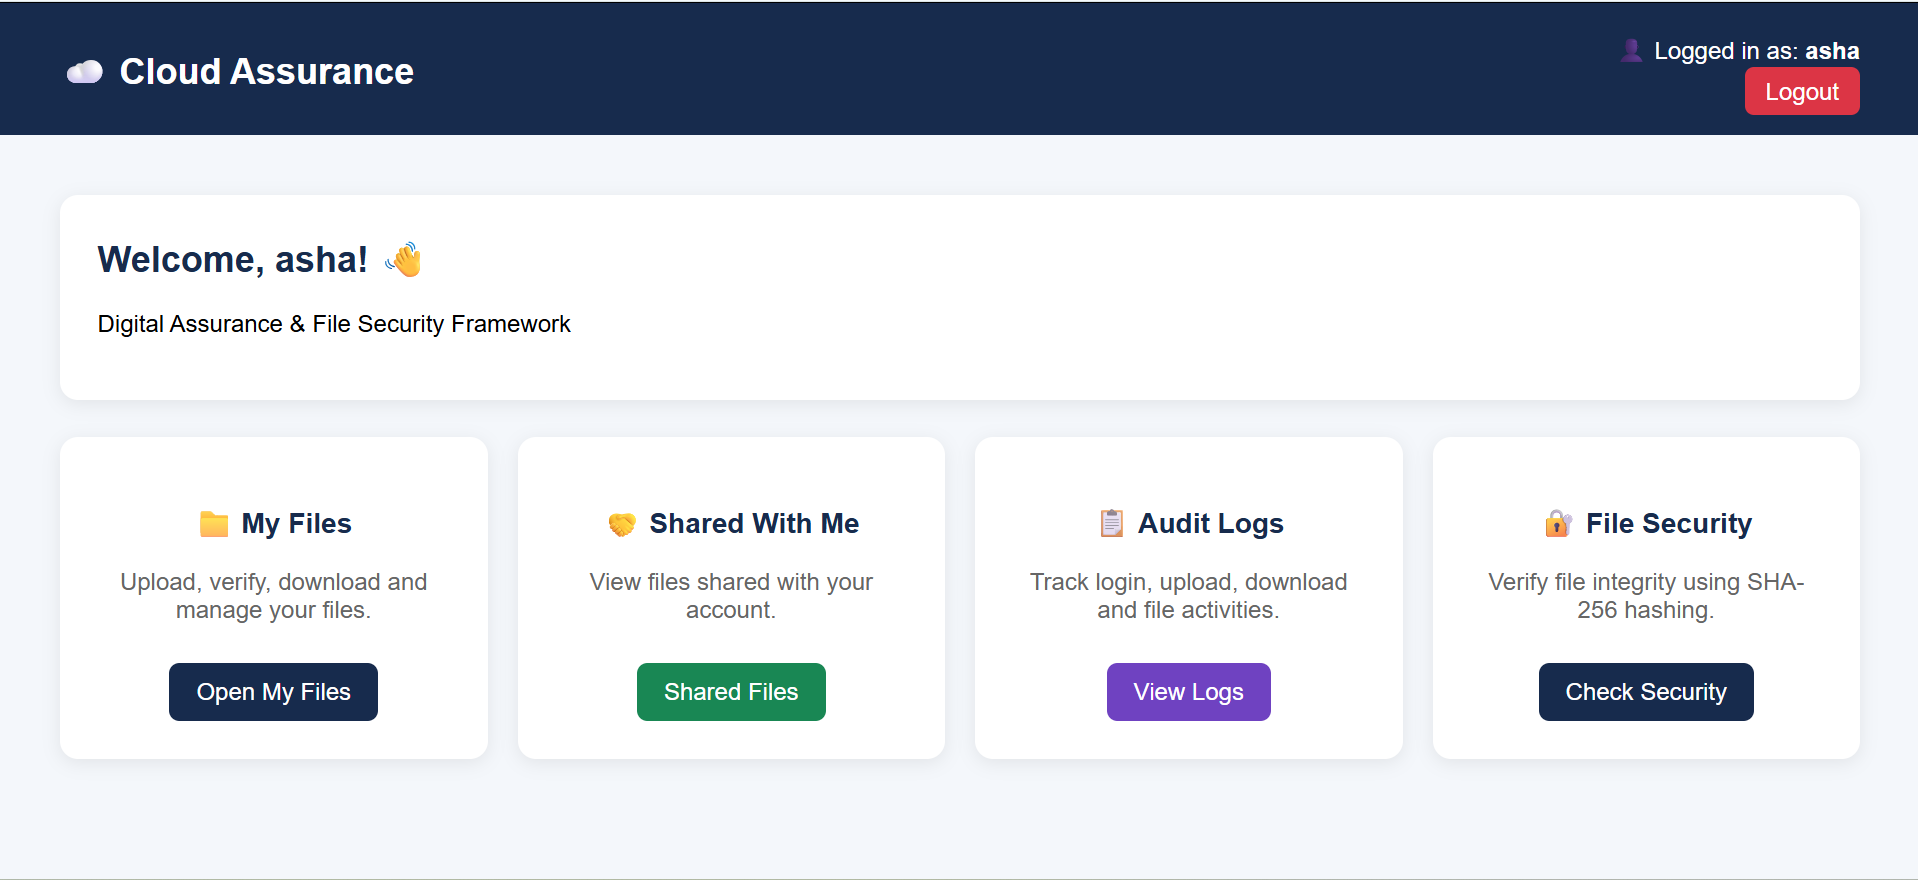 Cloud Assurance
Logged in as: asha
Logout
Welcome, asha!
Digital Assurance & File Security Framework
My Files
Upload, verify, download and
manage your files.
Open My Files
Shared With Me
View files shared with your
account.
Shared Files
Audit Logs
Track login, upload, download
and file activities.
View Logs
File Security
Verify file integrity using SHA-
256 hashing.
Check Security